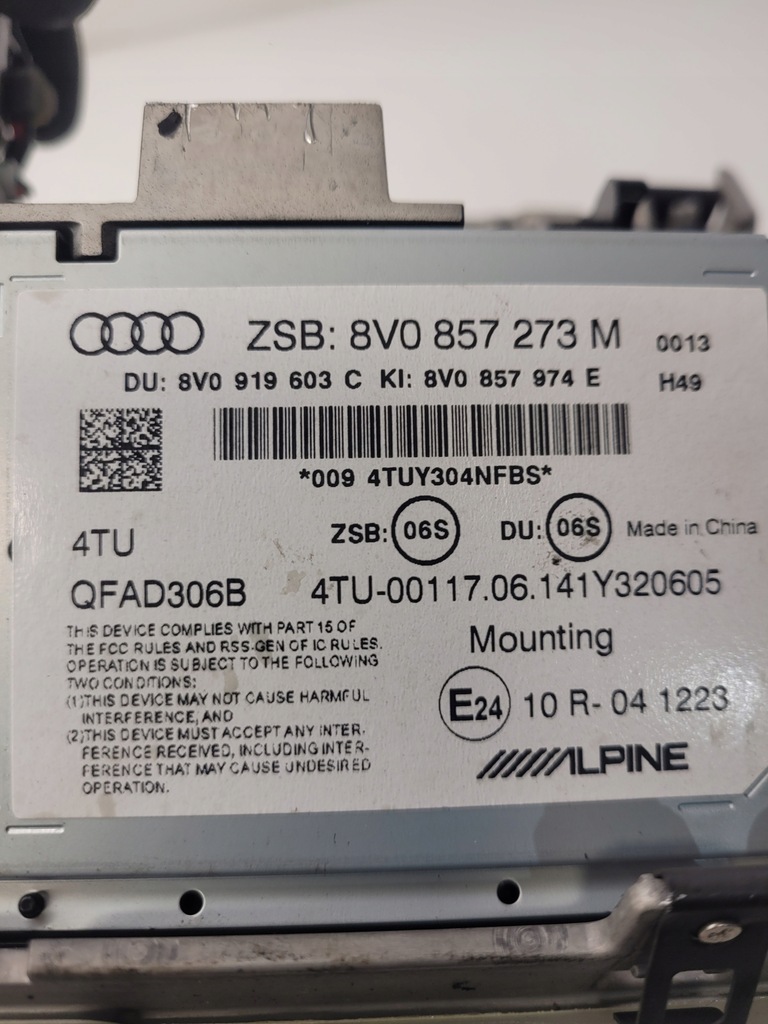 ZSB: 8V0 857 273 M 0013
DU: 8V0 919 603 C KI: 8V0 857 974 E H49
*009 4TUY304NFBS*
4TU ZSB: 06S DU: 06S Made in China
QFAD306B 4TU-00117.06.141Y320605
THIS DEVICE COMPLIES WITH PART 15 OF
THE FCC RULES AND RSS-GEN OF IC RULES.
OPERATION IS SUBJECT TO THE FOLLOWING
TWO CONDITIONS:
(1)THIS DEVICE MAY NOT CAUSE HARMFUL
INTERFERENCE, AND
(2)THIS DEVICE MUST ACCEPT ANY INTER-
FERENCE RECEIVED, INCLUDING INTER-
FERENCE THAT MAY CAUSE UNDESIRED
OPERATION.
Mounting
E24 10 R- 04 1223
ALPINE